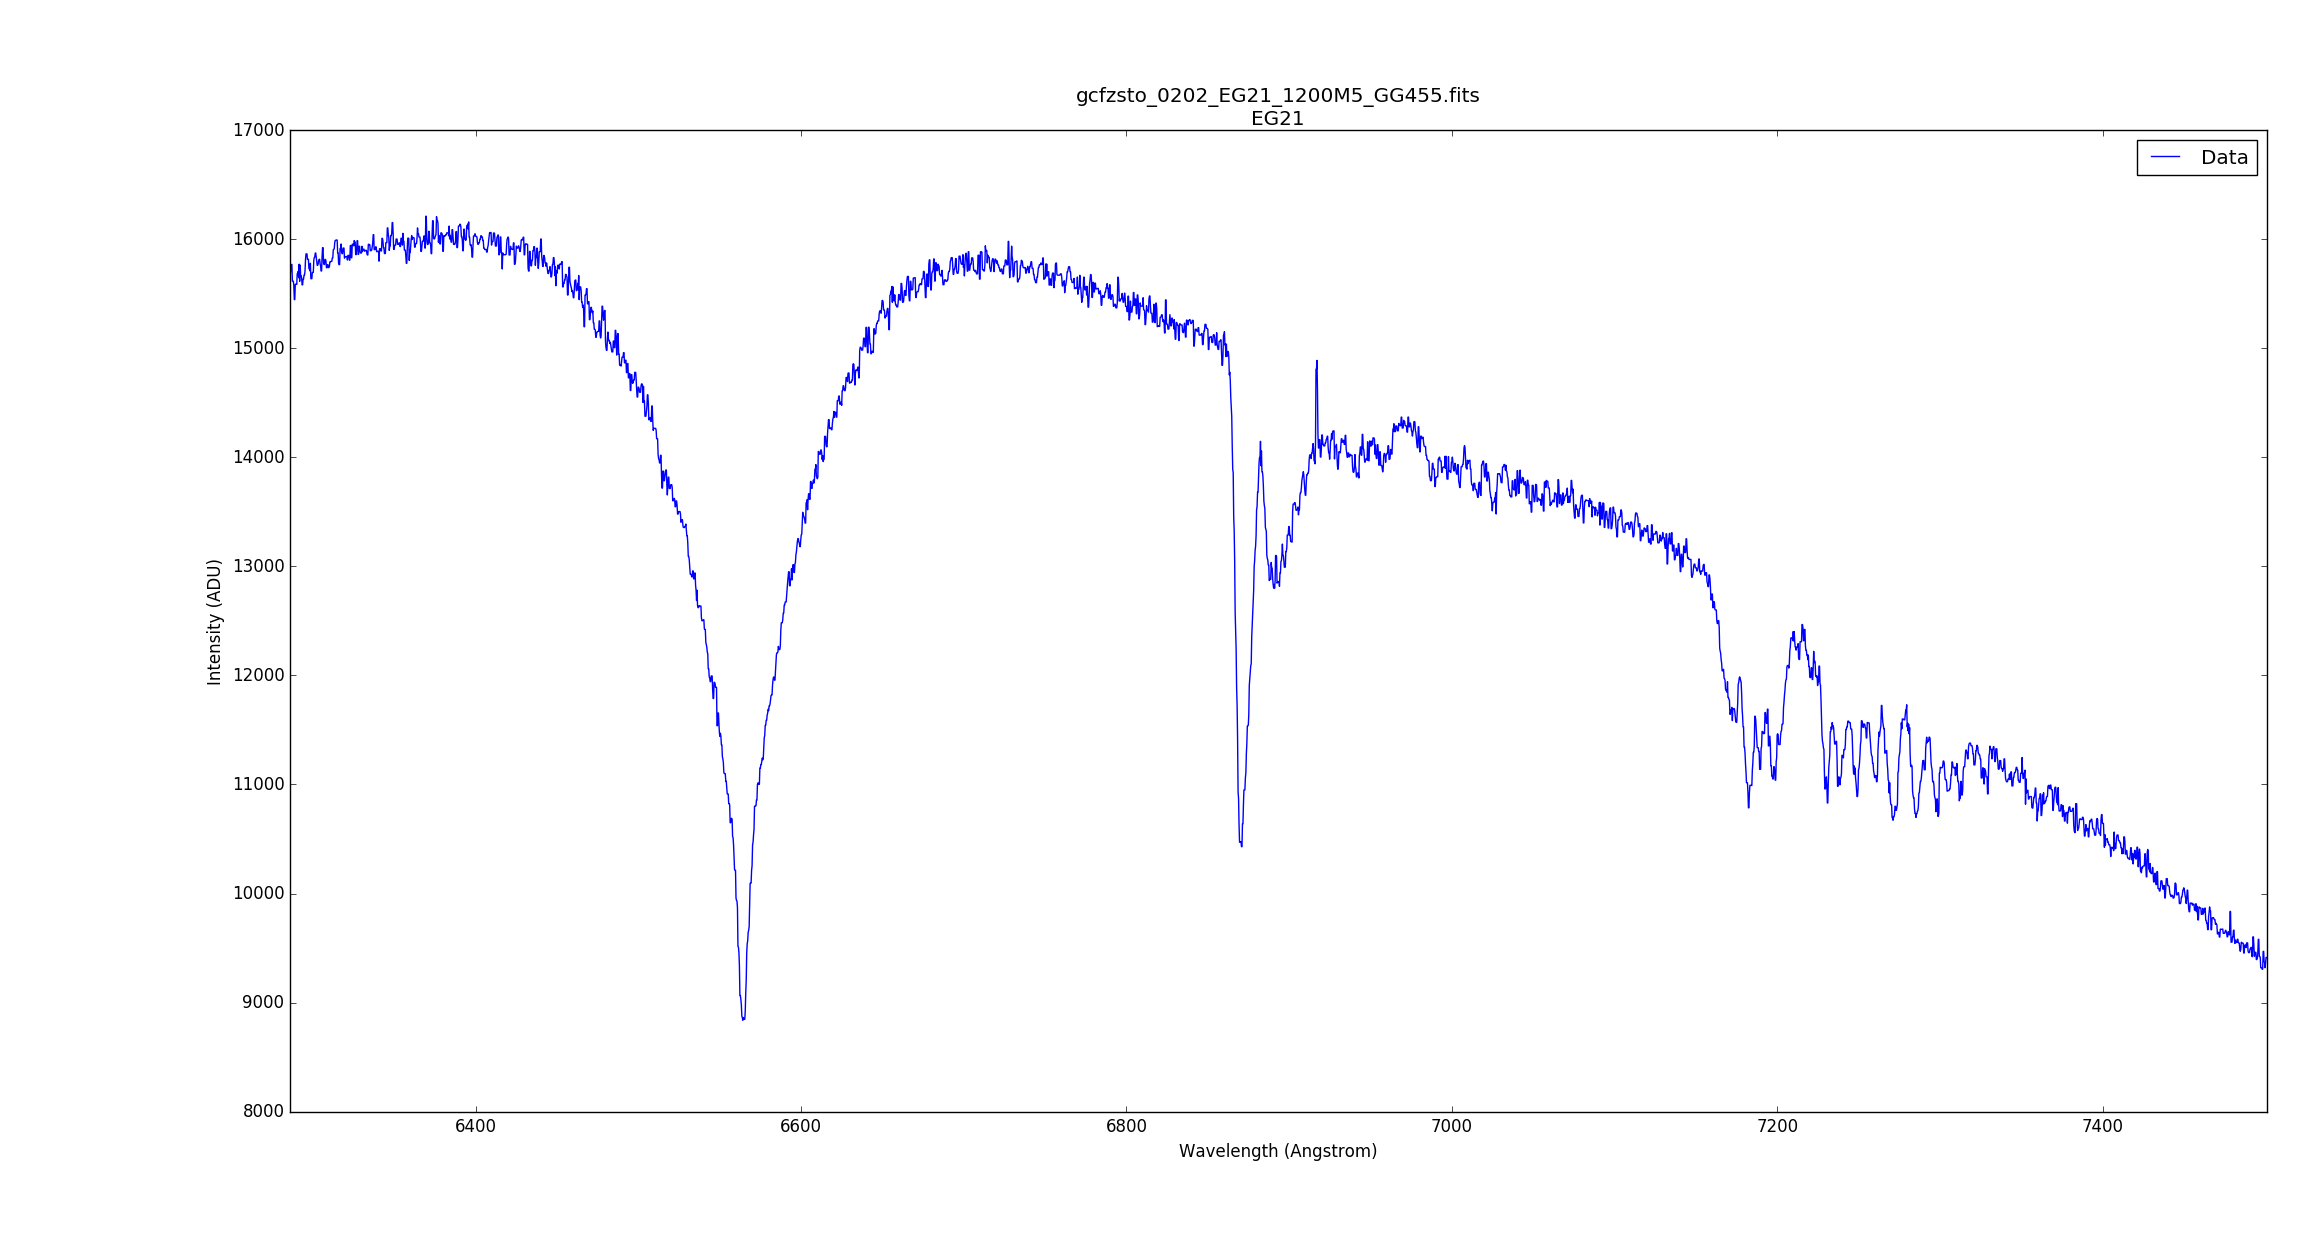 gcfzsto_0202_EG21_1200M5_GG455.fits
EG21
Data
17000
16000
15000
14000
13000
12000
11000
10000
9000
8000
Intensity (ADU)
6400 6600 6800 7000 7200 7400
Wavelength (Angstrom)